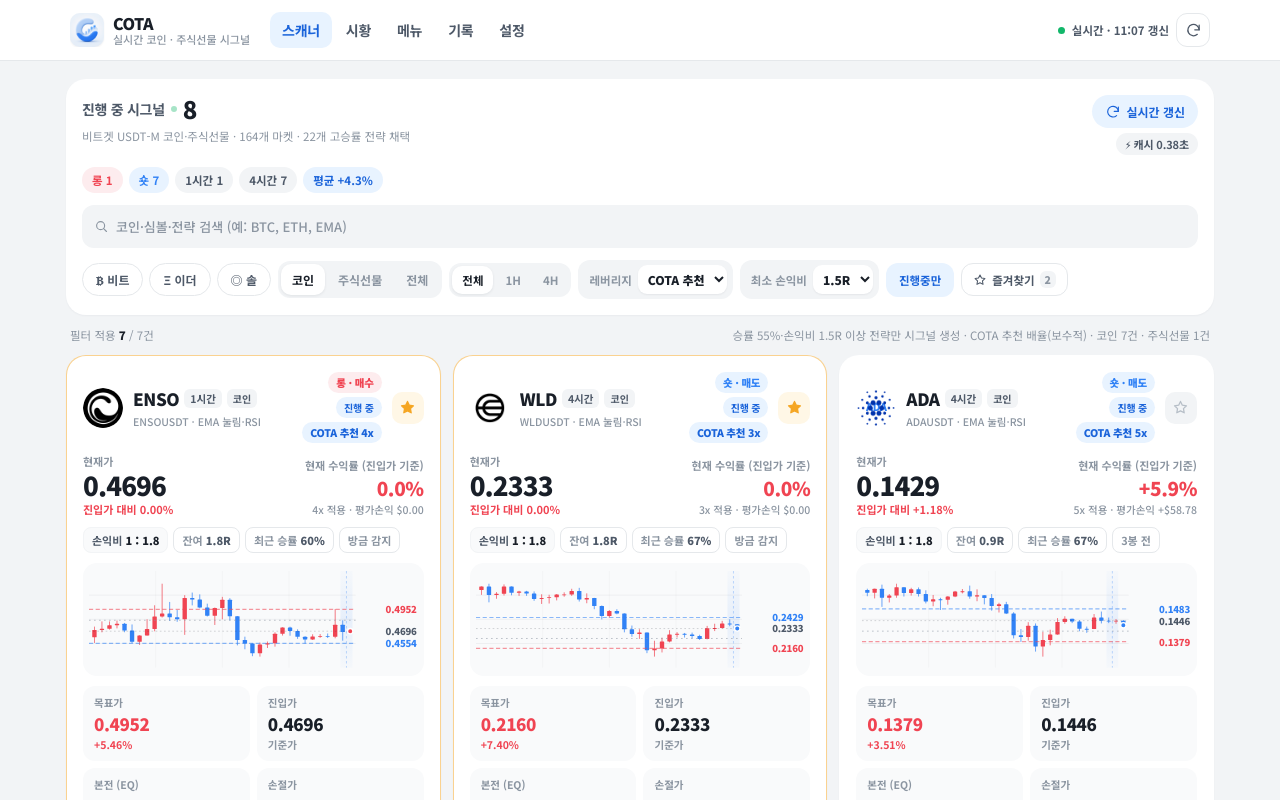 COTA
실시간 코인 · 주식선물 시그널
스캐너 시황 메뉴 기록 설정
실시간 · 11:07 갱신
진행 중 시그널 8
비트겟 USDT-M 코인·주식선물 · 164개 마켓 · 22개 고승률 전략 채택
실시간 갱신
⚡ 캐시 0.38초
롱 1 숏 7 1시간 1 4시간 7 평균 +4.3%
코인·심볼·전략 검색 (예: BTC, ETH, EMA)
₿ 비트 Ξ 이더 ◎ 솔 코인 주식선물 전체 전체 1H 4H 레버리지 COTA 추천 최소 손익비 1.5R 진행중만 즐겨찾기 2
필터 적용 7 / 7건
승률 55%·손익비 1.5R 이상 전략만 시그널 생성 · COTA 추천 배율(보수적) · 코인 7건 · 주식선물 1건
ENSO 1시간 코인
ENSOUSDT · EMA 눌림·RSI
롱 · 매수
진행 중
COTA 추천 4x
현재가
0.4696
진입가 대비 0.00%
현재 수익률 (진입가 기준)
0.0%
4x 적용 · 평가손익 $0.00
손익비 1 : 1.8 잔여 1.8R 최근 승률 60% 방금 감지
0.4952
0.4696
0.4554
목표가
0.4952
+5.46%
진입가
0.4696
기준가
본전 (EQ)
손절가
WLD 4시간 코인
WLDUSDT · EMA 눌림·RSI
숏 · 매도
진행 중
COTA 추천 3x
현재가
0.2333
진입가 대비 0.00%
현재 수익률 (진입가 기준)
0.0%
3x 적용 · 평가손익 $0.00
손익비 1 : 1.8 잔여 1.8R 최근 승률 67% 방금 감지
0.2429
0.2333
0.2160
목표가
0.2160
+7.40%
진입가
0.2333
기준가
본전 (EQ)
손절가
ADA 4시간 코인
ADAUSDT · EMA 눌림·RSI
숏 · 매도
진행 중
COTA 추천 5x
현재가
0.1429
진입가 대비 +1.18%
현재 수익률 (진입가 기준)
+5.9%
5x 적용 · 평가손익 +$58.78
손익비 1 : 1.8 잔여 0.9R 최근 승률 67% 3봉 전
0.1483
0.1446
0.1379
목표가
0.1379
+3.51%
진입가
0.1446
기준가
본전 (EQ)
손절가